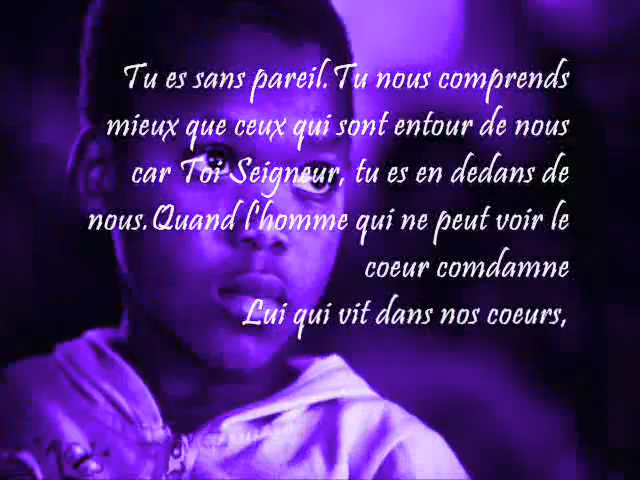 Tu es sans pareil.Tu nous comprends
mieux que ceux qui sont entour de nous
car Toi Seigneur, tu es en dedans de
nous.Quand l'homme qui ne peut voir le
coeur comdamne
Lui qui vit dans nos coeurs,